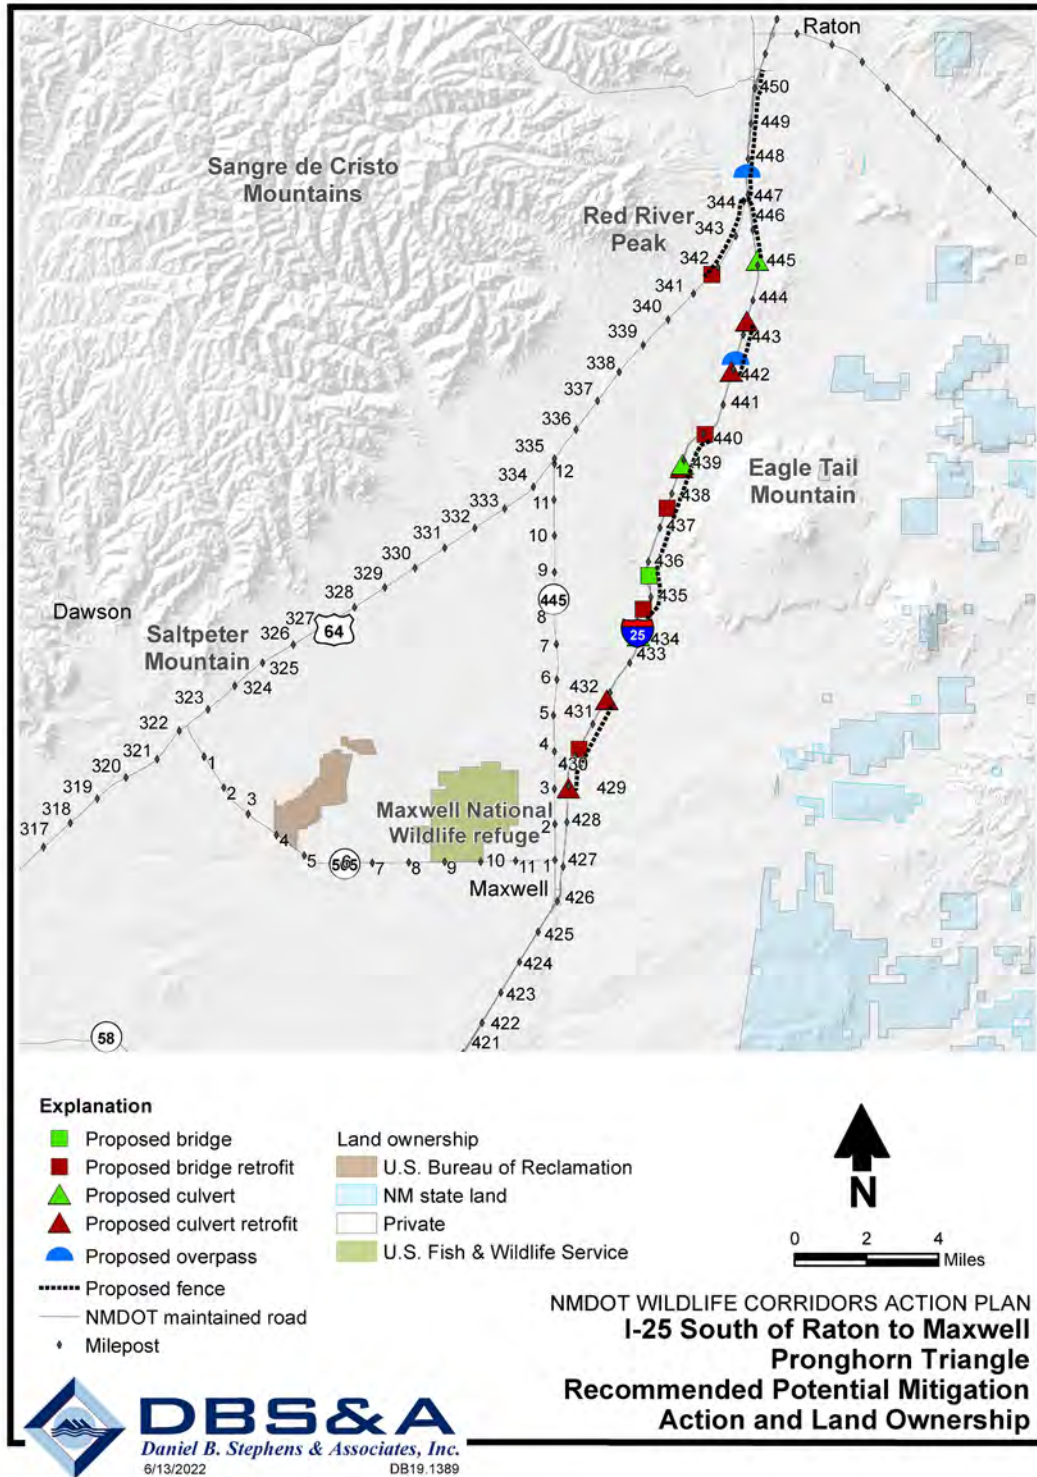 Raton
450
449
448
447
446
344
343
342
341
340
339
338
337
336
335
334
333
332
331
330
329
328
327
326
325
324
323
322
321
320
319
318
317
445
444
443
442
441
440
439
438
437
436
435
434
433
432
431
430
429
428
427
426
425
424
423
422
421
12
11
10
9
8
7
6
5
4
3
2
1
1
2
3
4
5
6
7
8
9
10
11
Sangre de Cristo
Mountains
Red River
Peak
Eagle Tail
Mountain
Dawson
Saltpeter
Mountain
64
445
25
505
58
Maxwell National
Wildlife refuge
Maxwell
Explanation
Proposed bridge
Proposed bridge retrofit
Proposed culvert
Proposed culvert retrofit
Proposed overpass
Proposed fence
NMDOT maintained road
Milepost
Land ownership
U.S. Bureau of Reclamation
NM state land
Private
U.S. Fish & Wildlife Service
N
0 2 4
Miles
NMDOT WILDLIFE CORRIDORS ACTION PLAN
I-25 South of Raton to Maxwell
Pronghorn Triangle
Recommended Potential Mitigation
Action and Land Ownership
DBS&A
Daniel B. Stephens & Associates, Inc.
6/13/2022 DB19.1389